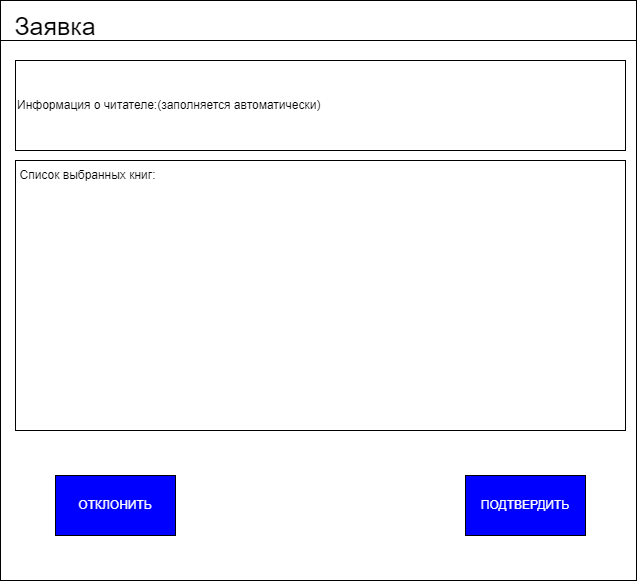 Заявка
Информация о читателе:(заполняется автоматически)
Список выбранных книг:
ОТКЛОНИТЬ
ПОДТВЕРДИТЬ